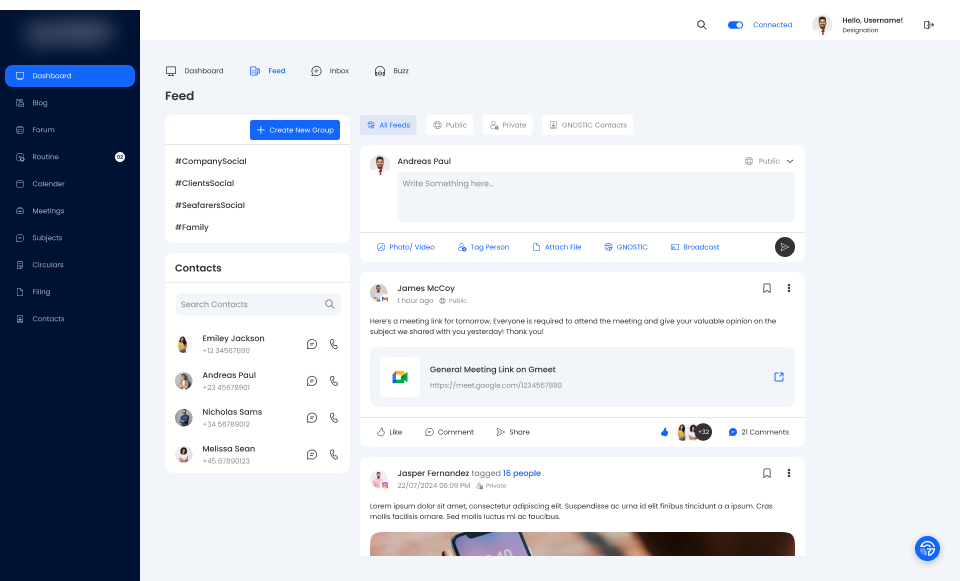 Connected
Hello, Username!
Designation
Dashboard
Blog
Forum
Routine 02
Calender
Meetings
Subjects
Circulars
Filing
Contacts
Dashboard Feed Inbox Buzz
Feed
Create New Group
#CompanySocial
#ClientsSocial
#SeafarersSocial
#Family
Contacts
Search Contacts
Emiley Jackson
+12 34567890
Andreas Paul
+23 45678901
Nicholas Sams
+34 56789012
Melissa Sean
+45 67890123
All Feeds Public Private GNOSTIC Contacts
Andreas Paul Public
Write Something here...
Photo/ Video Tag Person Attach File GNOSTIC Broadcast
James McCoy
1 hour ago Public
Here's a meeting link for tomorrow. Everyone is required to attend the meeting and give your valuable opinion on the
subject we shared with you yesterday! Thank you!
General Meeting Link on Gmeet
https://meet.google.com/1234567890
Like Comment Share +32 21 Comments
Jasper Fernandez tagged 16 people
22/07/2024 06:09 PM Private
Lorem ipsum dolor sit amet, consectetur adipiscing elit. Suspendisse ac urna id elit finibus tincidunt a a ipsum. Cras
mollis facilisis ornare. Sed mollis luctus mi ac faucibus.